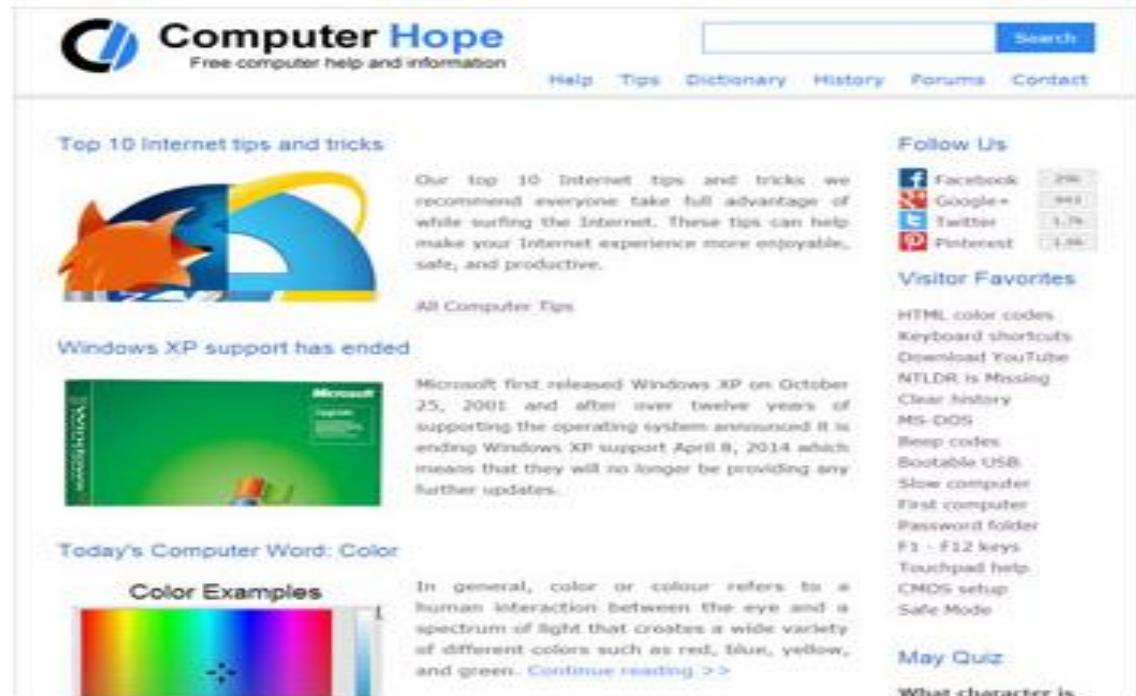 Computer Hope
Free computer help and information
Search
Help Tips Dictionary History Forums Contact
Top 10 Internet tips and tricks
Our top 10 Internet tips and tricks we
recommend everyone take full advantage of
while surfing the Internet. These tips can help
make your Internet experience more enjoyable,
safe, and productive.
All Computer Tips
Windows XP support has ended
Microsoft
Windows
Microsoft first released Windows XP on October
25, 2001 and after over twelve years of
supporting the operating system announced it is
ending Windows XP support April 8, 2014 which
means that they will no longer be providing any
further updates.
Today's Computer Word: Color
Color Examples
In general, color or colour refers to a
human interaction between the eye and a
spectrum of light that creates a wide variety
of different colors such as red, blue, yellow,
and green. Continue reading >>
Follow Us
Facebook
Google+
Twitter 1.7k
Pinterest
Visitor Favorites
HTML color codes
Keyboard shortcuts
Download YouTube
NTLDR is Missing
Clear history
MS-DOS
Beep codes
Bootable USB
Slow computer
First computer
Password folder
F1 - F12 keys
Touchpad help
CMOS setup
Safe Mode
May Quiz
What character is